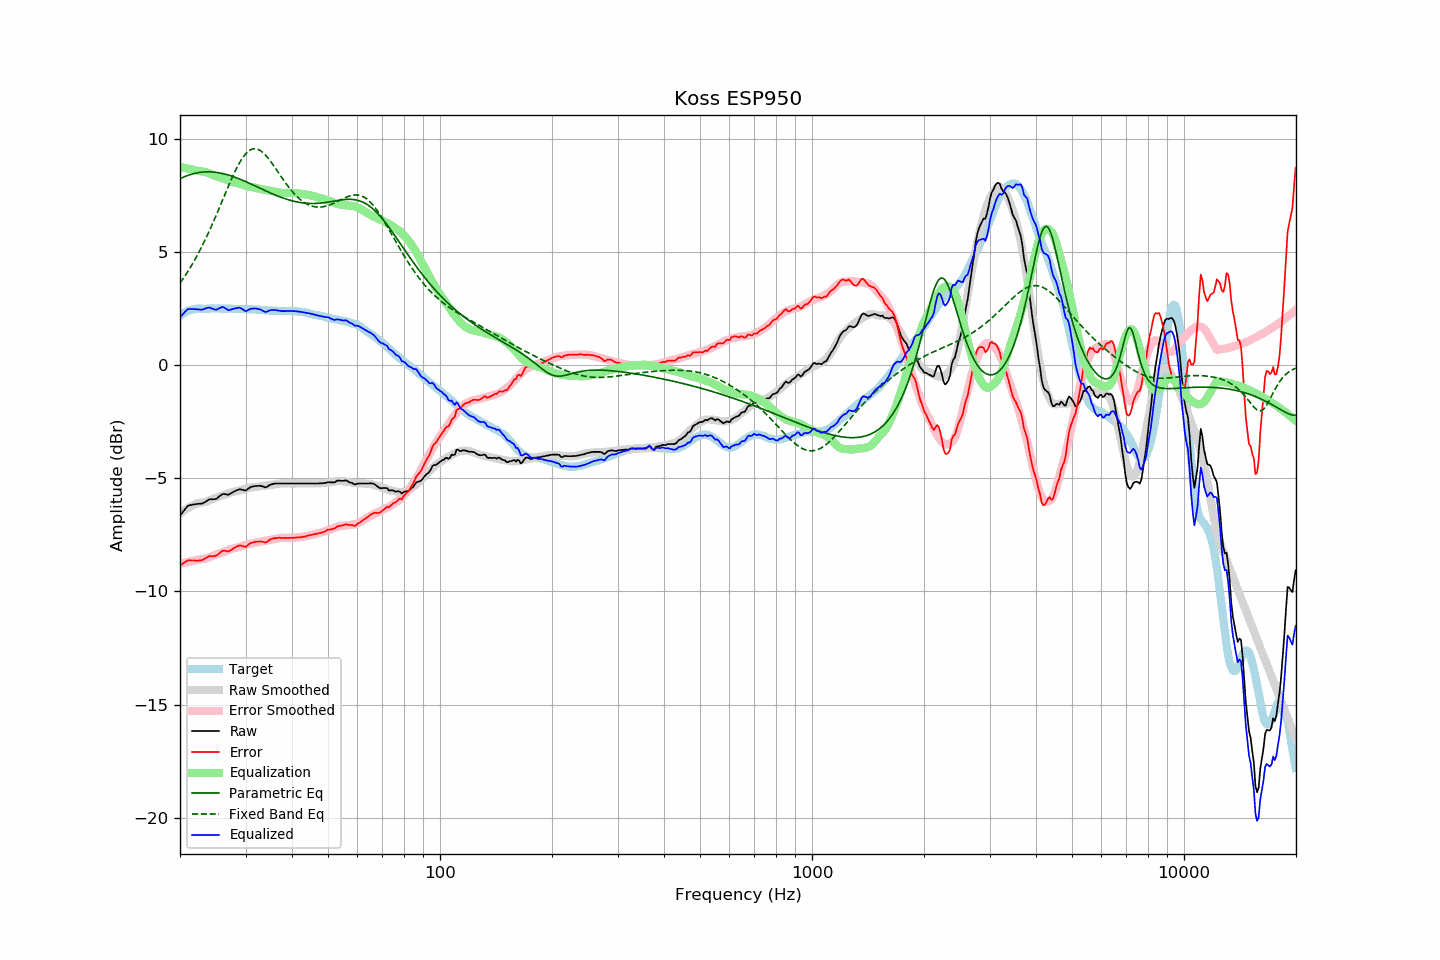 Koss ESP950
10
5
0
−5
−10
−15
−20
Amplitude (dBr)
Target
Raw Smoothed
Error Smoothed
Raw
Error
Equalization
Parametric Eq
Fixed Band Eq
Equalized
100
1000
10000
Frequency (Hz)